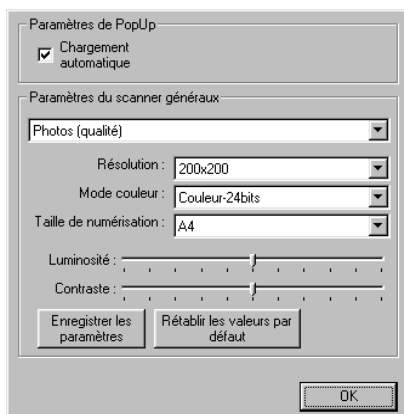 Paramètres de PopUp
Chargement
automatique
Paramètres du scanner généraux
Photos (qualité)
Résolution : 200x200
Mode couleur : Couleur-24bits
Taille de numérisation : A4
Luminosité :
Contraste :
Enregistrer les
paramètres
Rétablir les valeurs par
défaut
OK